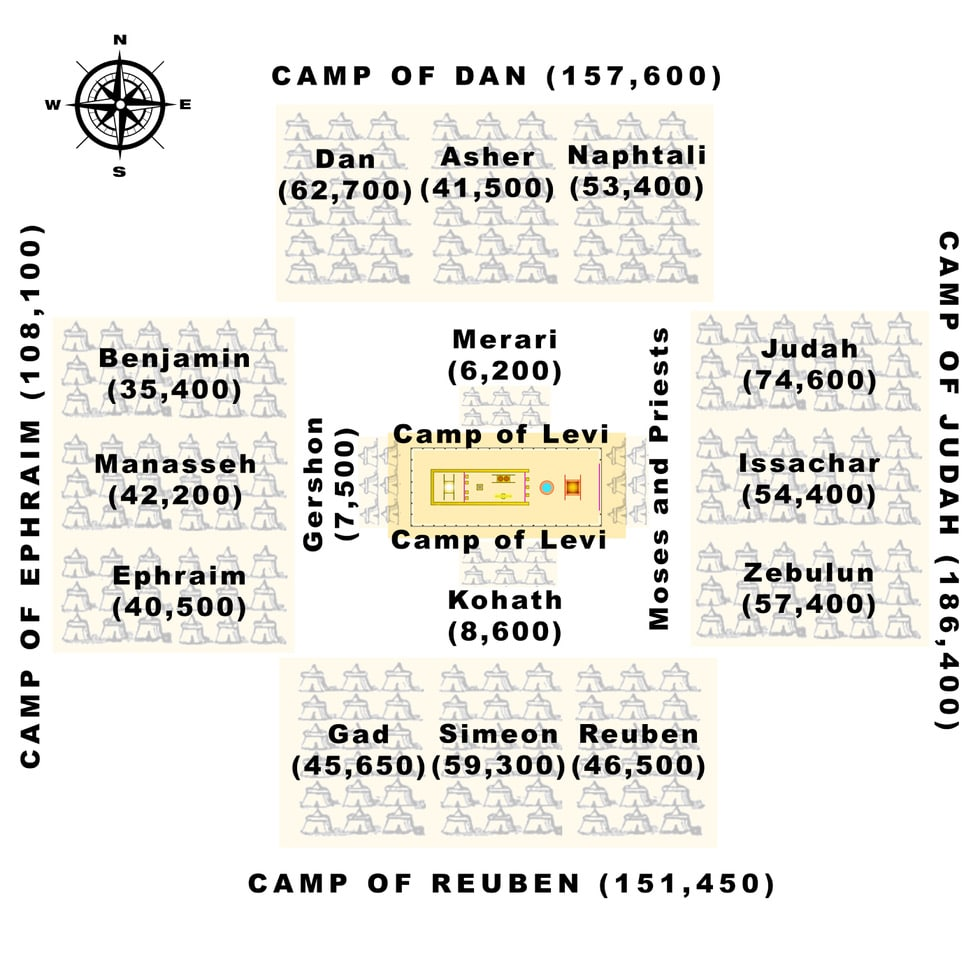 N
W E
S
CAMP OF DAN (157,600)
Dan Asher Naphtali
(62,700) (41,500) (53,400)
CAMP OF EPHRAIM (108,100)
Benjamin
(35,400)
Manasseh
(42,200)
Ephraim
(40,500)
Gershon
(7,500)
Merari
(6,200)
Camp of Levi
Camp of Levi
Kohath
(8,600)
Moses and Priests
Judah
(74,600)
Issachar
(54,400)
Zebulun
(57,400)
CAMP OF JUDAH (186,400)
Gad Simeon Reuben
(45,650) (59,300) (46,500)
CAMP OF REUBEN (151,450)